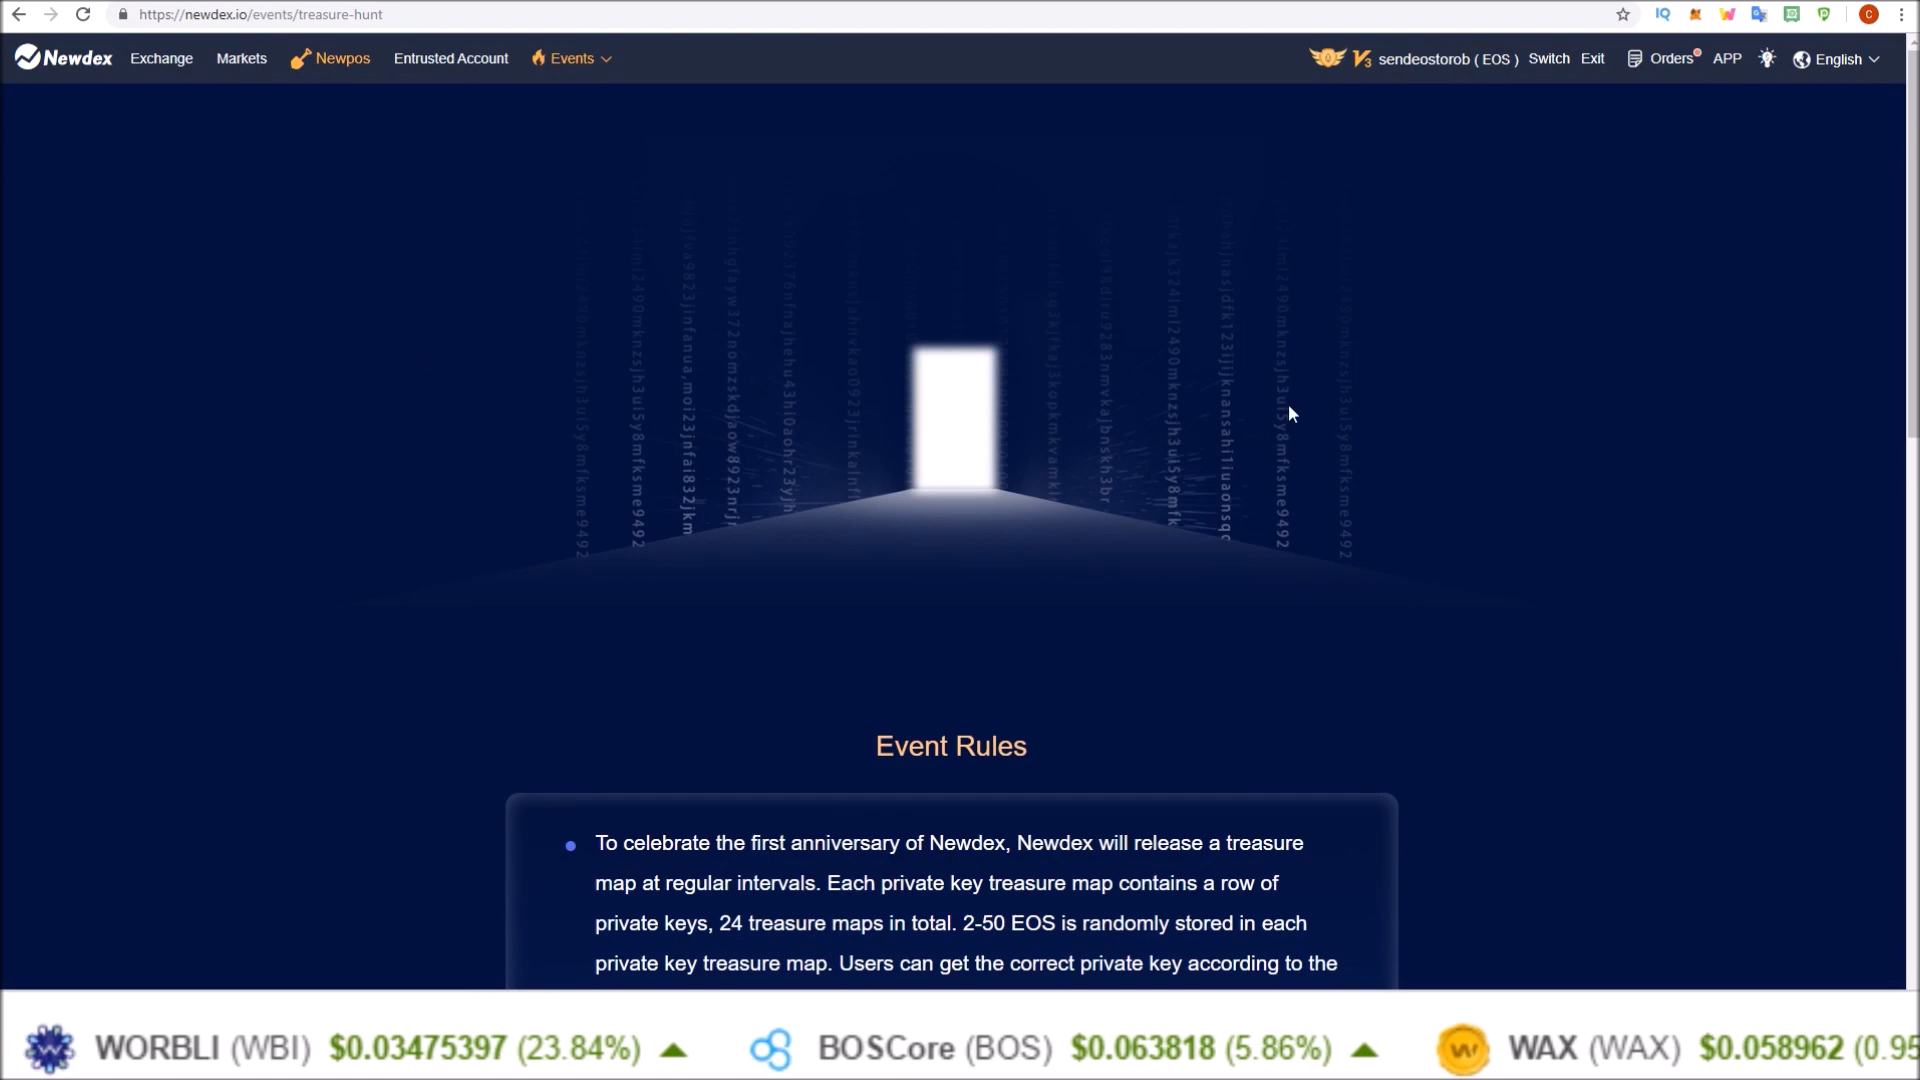 https://newdex.io/events/treasure-hunt
Newdex Exchange Markets Newpos Entrusted Account Events sendeostorob ( EOS ) Switch Exit Orders APP English
Event Rules
To celebrate the first anniversary of Newdex, Newdex will release a treasure
map at regular intervals. Each private key treasure map contains a row of
private keys, 24 treasure maps in total. 2-50 EOS is randomly stored in each
private key treasure map. Users can get the correct private key according to the
WORBLI (WBI) $0.03475397 (23.84%) BOSCore (BOS) $0.063818 (5.86%) WAX (WAX) $0.058962 (0.95